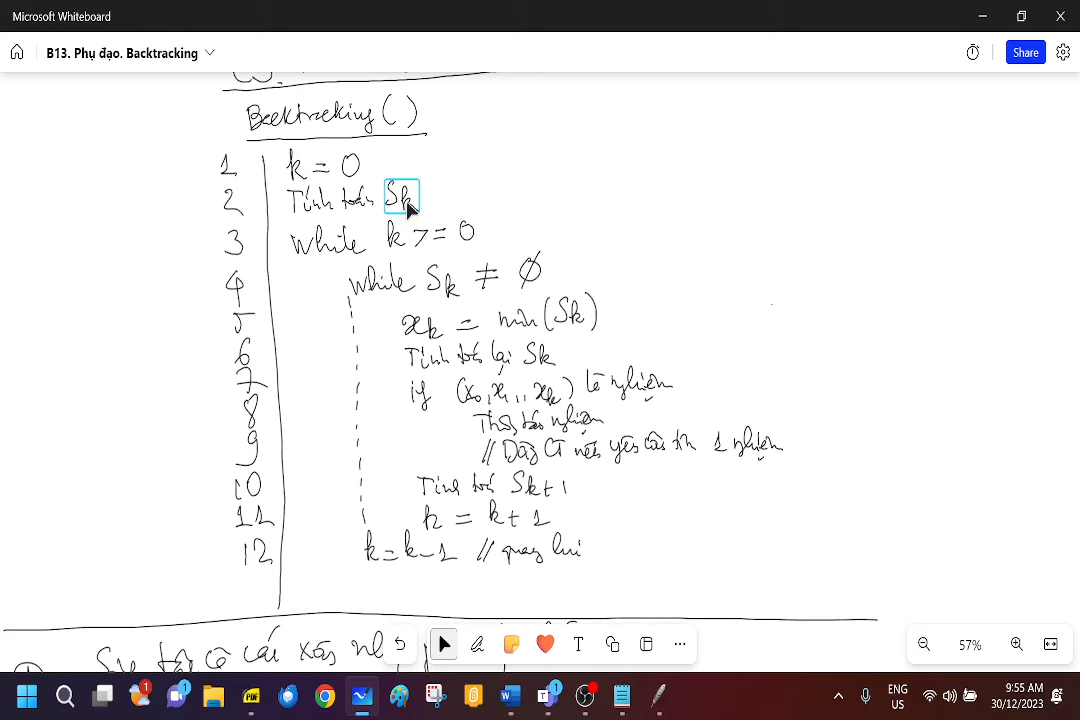 Microsoft Whiteboard
B13. Phụ đạo. Backtracking
Share
Backtracking ( )
1 k = 0
2 Tính toán Sk
3 While k >= 0
4 while Sk ≠ ∅
5 xk = min(Sk)
6 Tính toán lại Sk
7 if (x0, x1, , xk) là nghiệm
8 Thông báo nghiệm
9 // Dừng CT nếu yêu cầu tìm 1 nghiệm
10 Tính toán Sk+1
11 k = k+1
12 k = k-1 // quay lui
57%
ENG
US
9:55 AM
30/12/2023